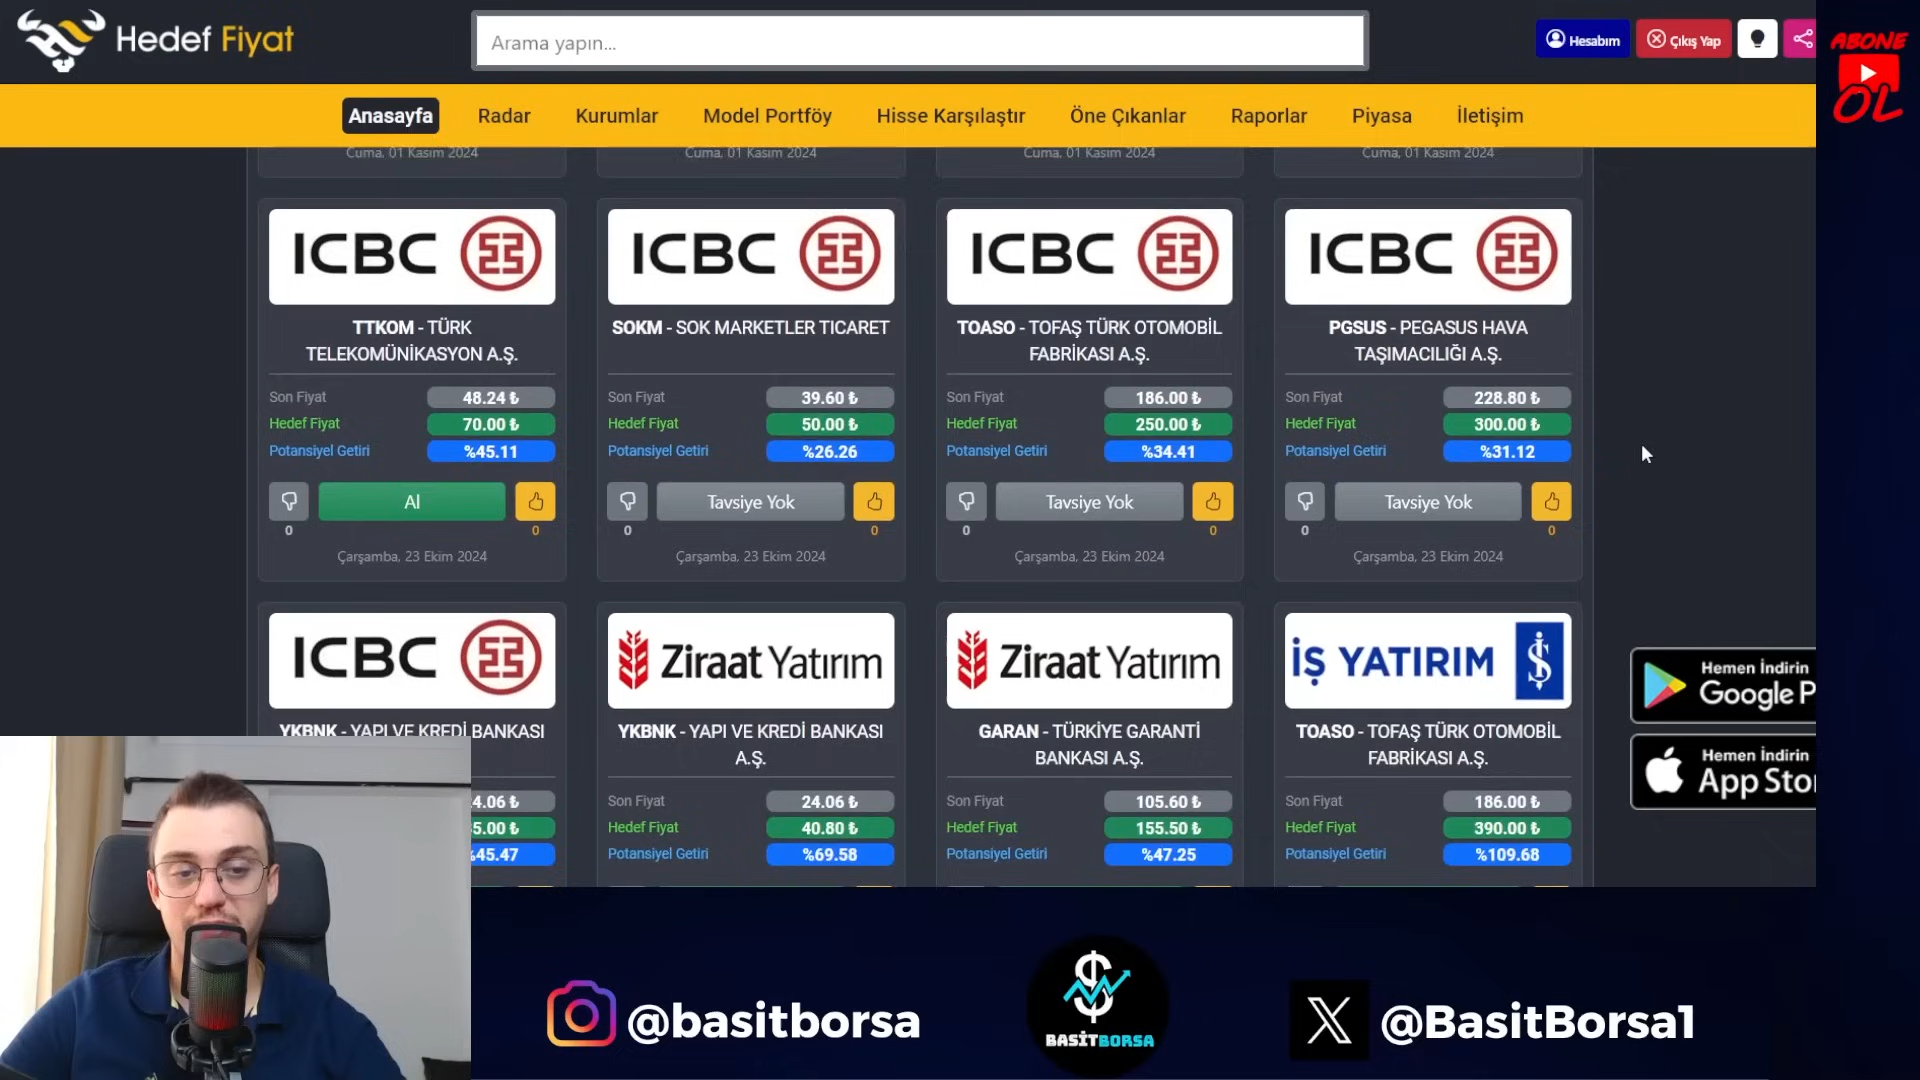 Hedef Fiyat
Arama yapın...
Hesabım
Çıkış Yap
ABONE
OL
Anasayfa
Radar
Kurumlar
Model Portföy
Hisse Karşılaştır
Öne Çıkanlar
Raporlar
Piyasa
İletişim
Cuma, 01 Kasım 2024
Cuma, 01 Kasım 2024
Cuma, 01 Kasım 2024
Cuma, 01 Kasım 2024
ICBC
TTKOM - TÜRK
TELEKOMÜNİKASYON A.Ş.
Son Fiyat 48.24 ₺
Hedef Fiyat 70.00 ₺
Potansiyel Getiri %45.11
Al
0
0
Çarşamba, 23 Ekim 2024
ICBC
SOKM - SOK MARKETLER TICARET
Son Fiyat 39.60 ₺
Hedef Fiyat 50.00 ₺
Potansiyel Getiri %26.26
Tavsiye Yok
0
0
Çarşamba, 23 Ekim 2024
ICBC
TOASO - TOFAŞ TÜRK OTOMOBİL
FABRİKASI A.Ş.
Son Fiyat 186.00 ₺
Hedef Fiyat 250.00 ₺
Potansiyel Getiri %34.41
Tavsiye Yok
0
0
Çarşamba, 23 Ekim 2024
ICBC
PGSUS - PEGASUS HAVA
TAŞIMACILIĞI A.Ş.
Son Fiyat 228.80 ₺
Hedef Fiyat 300.00 ₺
Potansiyel Getiri %31.12
Tavsiye Yok
0
0
Çarşamba, 23 Ekim 2024
ICBC
YKBNK - YAPI VE KREDİ BANKASI
4.06 ₺
5.00 ₺
%45.47
Ziraat Yatırım
YKBNK - YAPI VE KREDİ BANKASI
A.Ş.
Son Fiyat 24.06 ₺
Hedef Fiyat 40.80 ₺
Potansiyel Getiri %69.58
Ziraat Yatırım
GARAN - TÜRKİYE GARANTİ
BANKASI A.Ş.
Son Fiyat 105.60 ₺
Hedef Fiyat 155.50 ₺
Potansiyel Getiri %47.25
İŞ YATIRIM
TOASO - TOFAŞ TÜRK OTOMOBİL
FABRİKASI A.Ş.
Son Fiyat 186.00 ₺
Hedef Fiyat 390.00 ₺
Potansiyel Getiri %109.68
Hemen İndirin
Google P
Hemen İndirin
App Sto
@basitborsa
BASİTBORSA
@BasitBorsa1